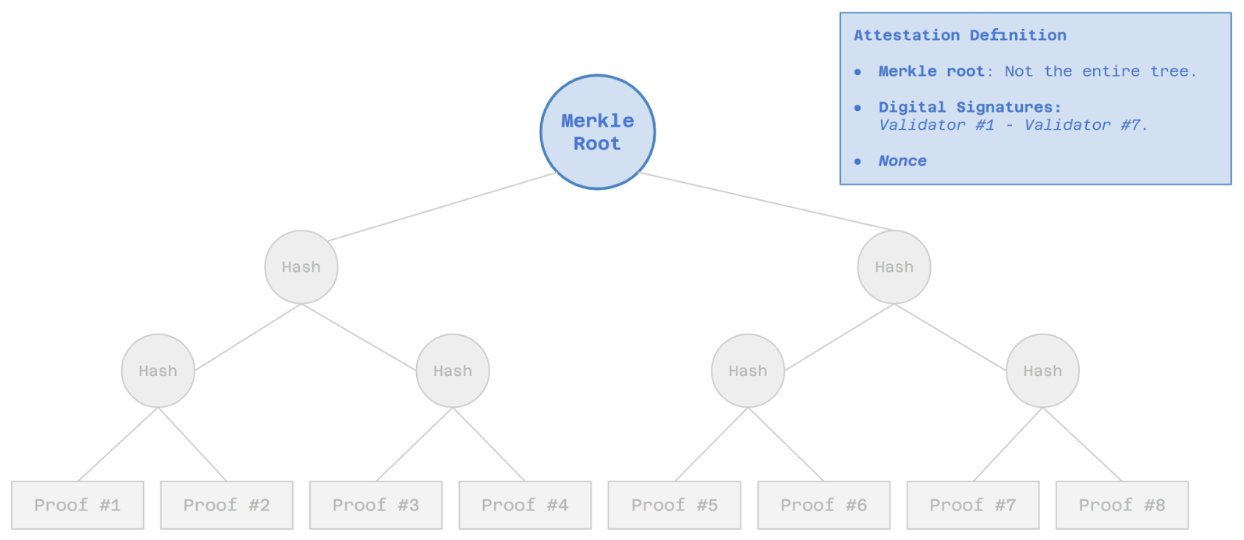 Attestation Definition
● Merkle root: Not the entire tree.
● Digital Signatures:
Validator #1 - Validator #7.
● Nonce
Merkle
Root
Hash
Hash
Hash
Hash
Hash
Hash
Proof #1
Proof #2
Proof #3
Proof #4
Proof #5
Proof #6
Proof #7
Proof #8